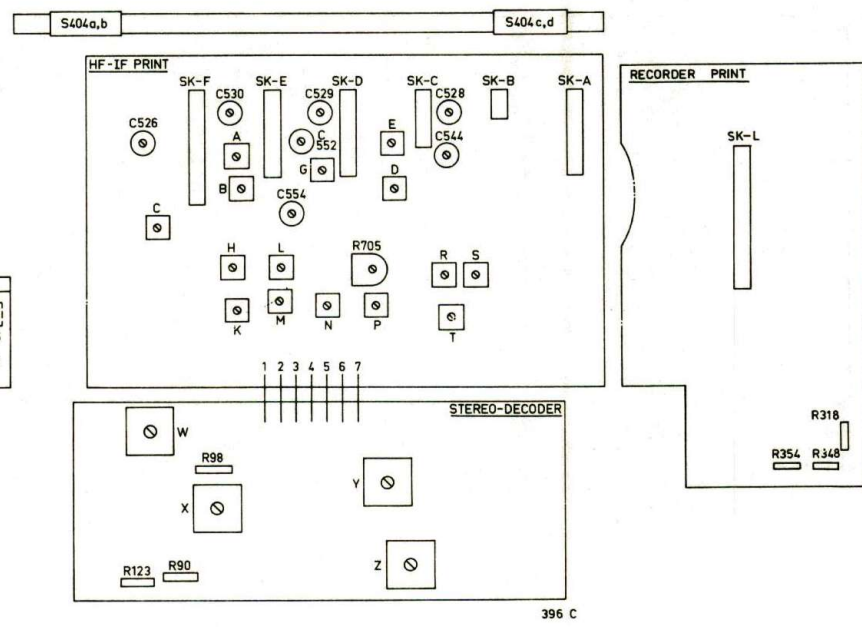 S404a,b S404c,d
HF-IF PRINT
RECORDER PRINT
SK-F SK-E SK-D SK-C SK-B SK-A
C530 C529 C528
C526 A C E C544
552
G
B D
C554
C
SK-L
H L R705 R S
K M N P T
1 2 3 4 5 6 7
STEREO-DECODER
W
R98
Y
X
R123 R90
Z
R318
R354 R348
396 C